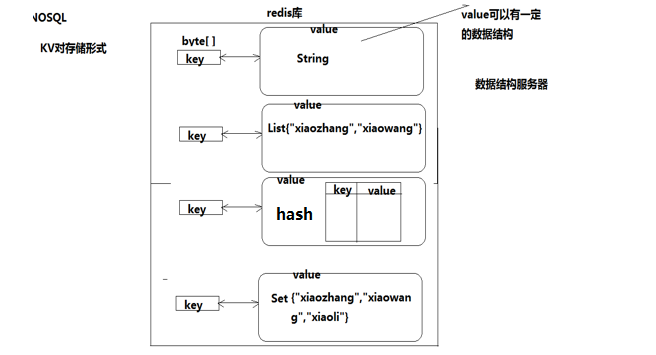 NOSQL
KV对存储形式
redis库
value可以有一定
的数据结构
数据结构服务器
byte[ ]
key
value
String
key
value
List{"xiaozhang","xiaowang"}
key
value
hash
key value
key
value
Set {"xiaozhang","xiaowan
g","xiaoli"}